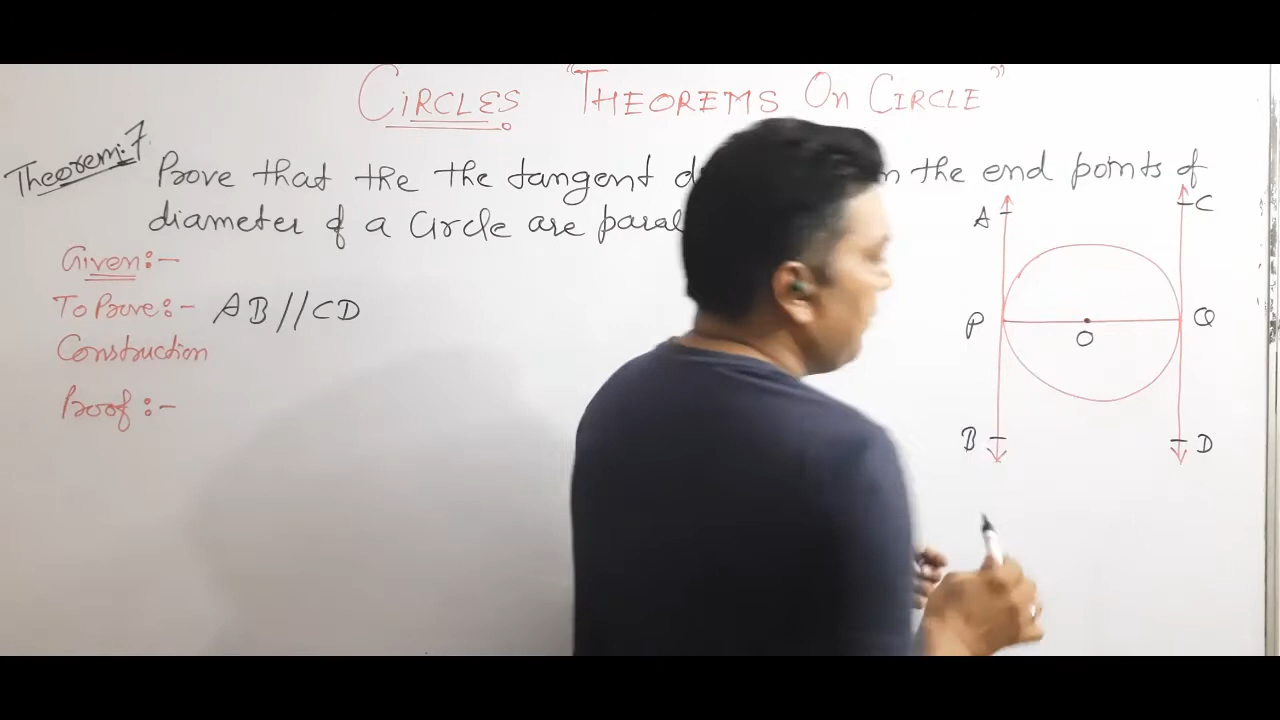 CIRCLES "THEOREMS On CIRCLE"
Theorem:7
Prove that the the tangent the end points of
diameter of a Circle are
Given:-
To Prove:- AB//CD
Construction
Proof:-
A
C
P
O
Q
B
D